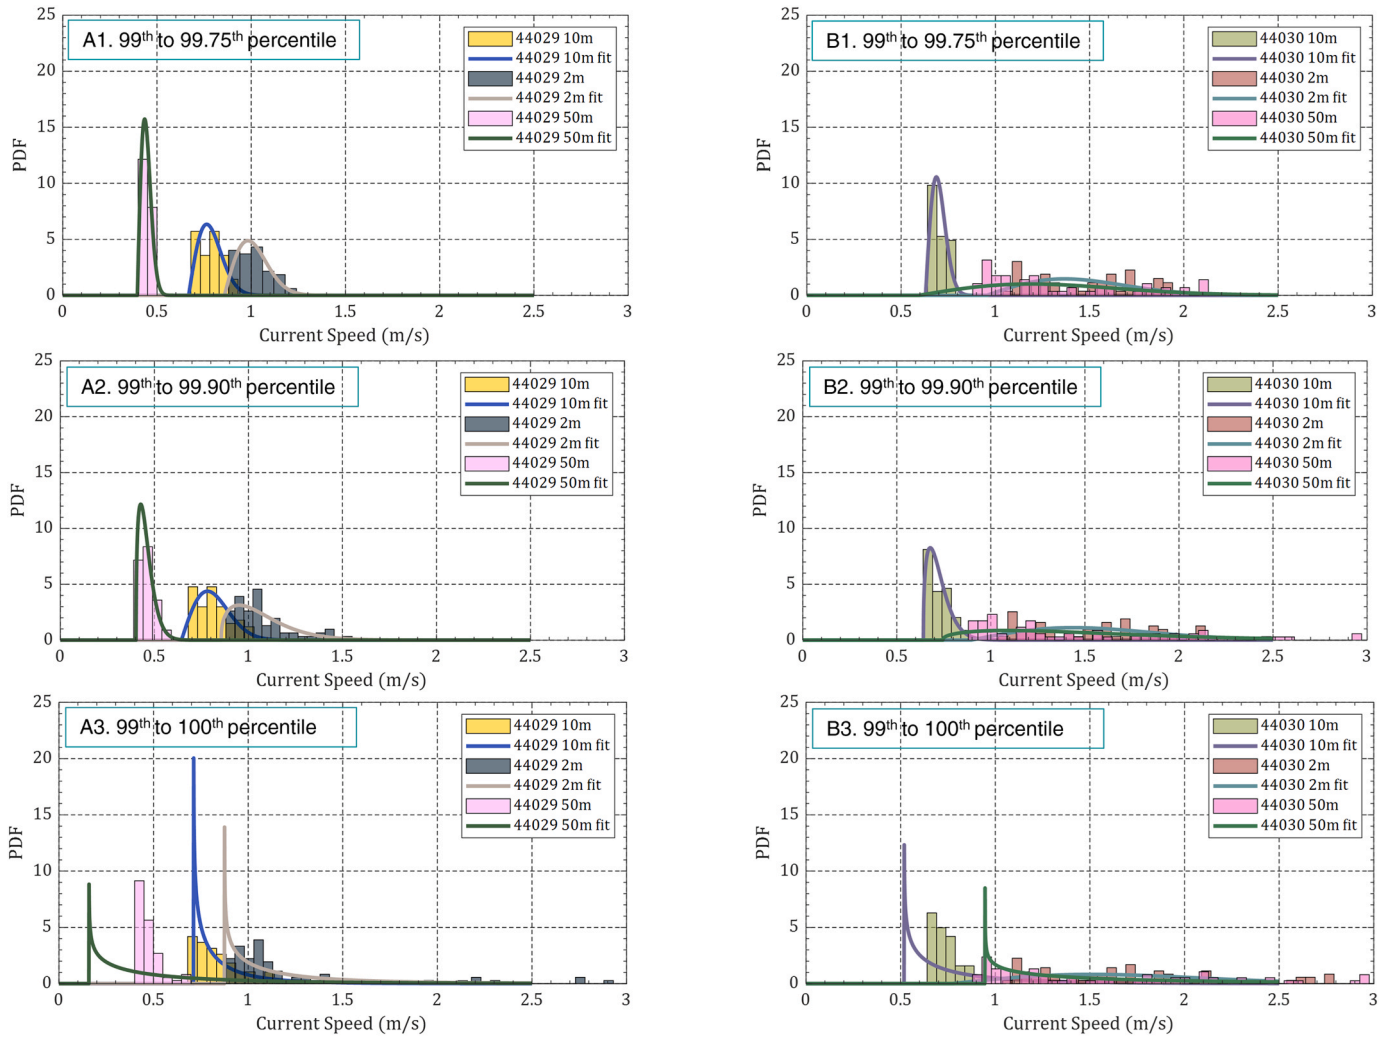 A1. 99th to 99.75th percentile
44029 10m
44029 10m fit
44029 2m
44029 2m fit
44029 50m
44029 50m fit
PDF
25
20
15
10
5
0
0 0.5 1 1.5 2 2.5 3
Current Speed (m/s)
B1. 99th to 99.75th percentile
44030 10m
44030 10m fit
44030 2m
44030 2m fit
44030 50m
44030 50m fit
PDF
25
20
15
10
5
0
0 0.5 1 1.5 2 2.5 3
Current Speed (m/s)
A2. 99th to 99.90th percentile
44029 10m
44029 10m fit
44029 2m
44029 2m fit
44029 50m
44029 50m fit
PDF
25
20
15
10
5
0
0 0.5 1 1.5 2 2.5 3
Current Speed (m/s)
B2. 99th to 99.90th percentile
44030 10m
44030 10m fit
44030 2m
44030 2m fit
44030 50m
44030 50m fit
PDF
25
20
15
10
5
0
0 0.5 1 1.5 2 2.5 3
Current Speed (m/s)
A3. 99th to 100th percentile
44029 10m
44029 10m fit
44029 2m
44029 2m fit
44029 50m
44029 50m fit
PDF
25
20
15
10
5
0
0 0.5 1 1.5 2 2.5 3
Current Speed (m/s)
B3. 99th to 100th percentile
44030 10m
44030 10m fit
44030 2m
44030 2m fit
44030 50m
44030 50m fit
PDF
25
20
15
10
5
0
0 0.5 1 1.5 2 2.5 3
Current Speed (m/s)